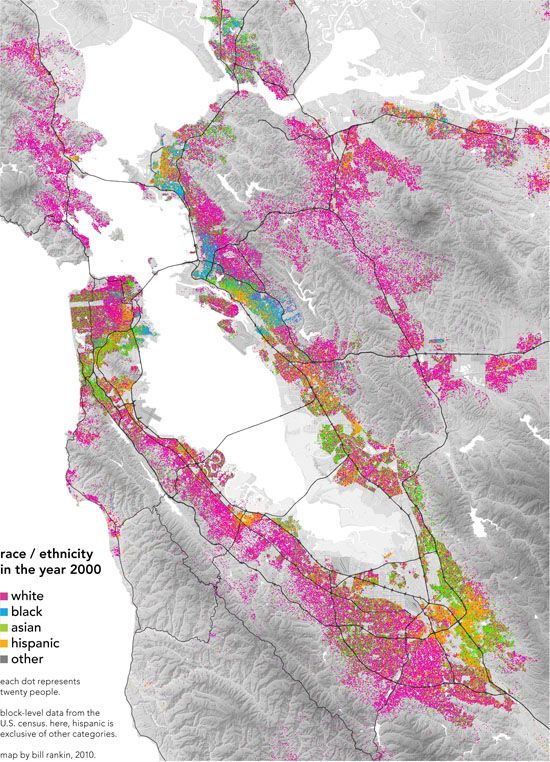 race / ethnicity
in the year 2000
white
black
asian
hispanic
other
each dot represents
twenty people.
block-level data from the
U.S. census. here, hispanic is
exclusive of other categories.
map by bill rankin, 2010.